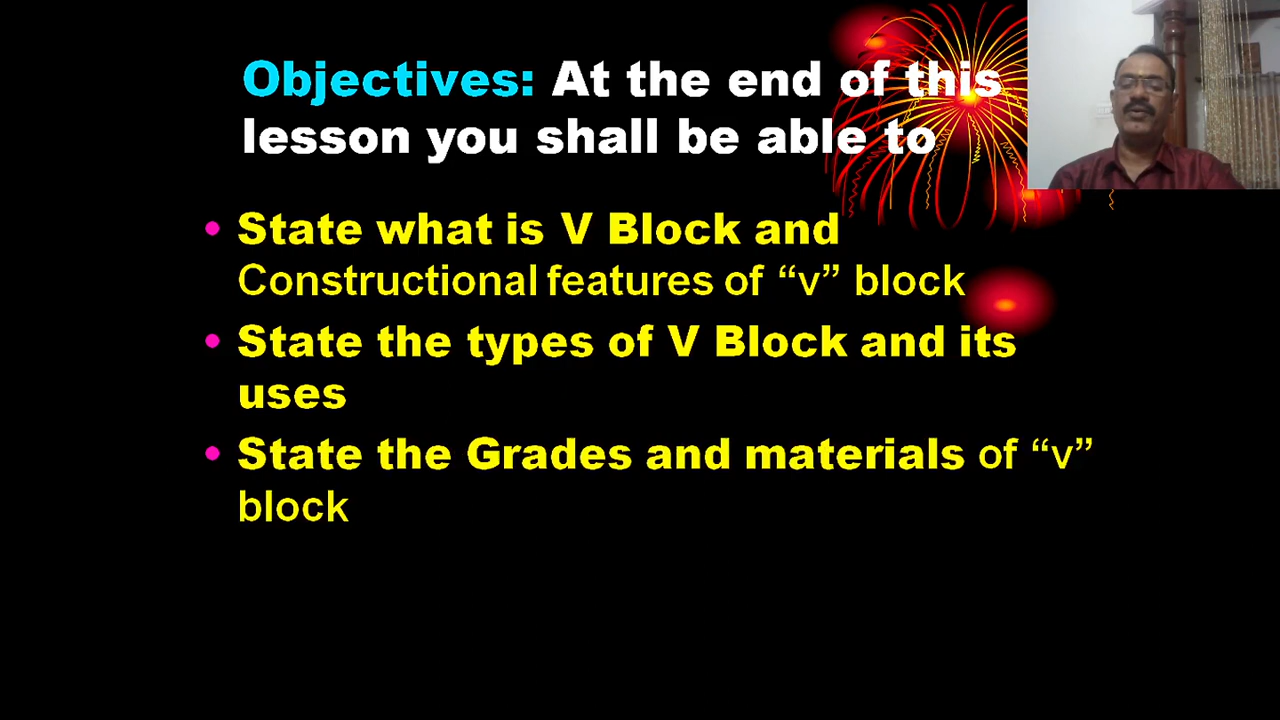 Objectives: At the end of this
lesson you shall be able to
• State what is V Block and
Constructional features of “v” block
• State the types of V Block and its
uses
• State the Grades and materials of “v”
block